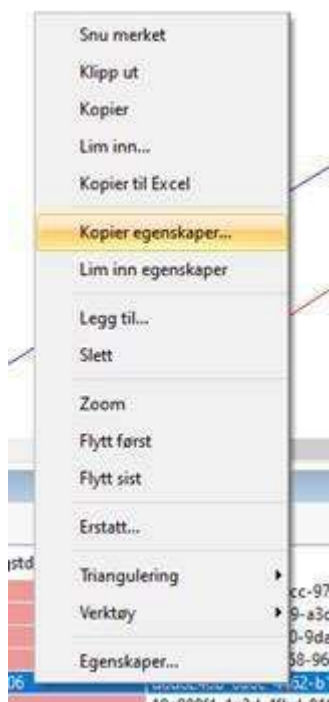 Snu merket
Klipp ut
Kopier
Lim inn...
Kopier til Excel
Kopier egenskaper...
Lim inn egenskaper
Legg til...
Slett
Zoom
Flytt først
Flytt sist
Erstatt...
Triangulering
Verktøy
Egenskaper...